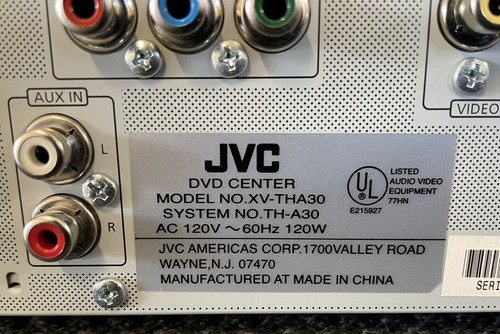 AUX IN
VIDEO
L
R
JVC
DVD CENTER
MODEL NO.XV-THA30
SYSTEM NO.TH-A30
AC 120V ~ 60Hz 120W
UL
LISTED
AUDIO VIDEO
EQUIPMENT
77HN
E215927
JVC AMERICAS CORP.1700VALLEY ROAD
WAYNE,N.J. 07470
MANUFACTURED AT MADE IN CHINA
SERI